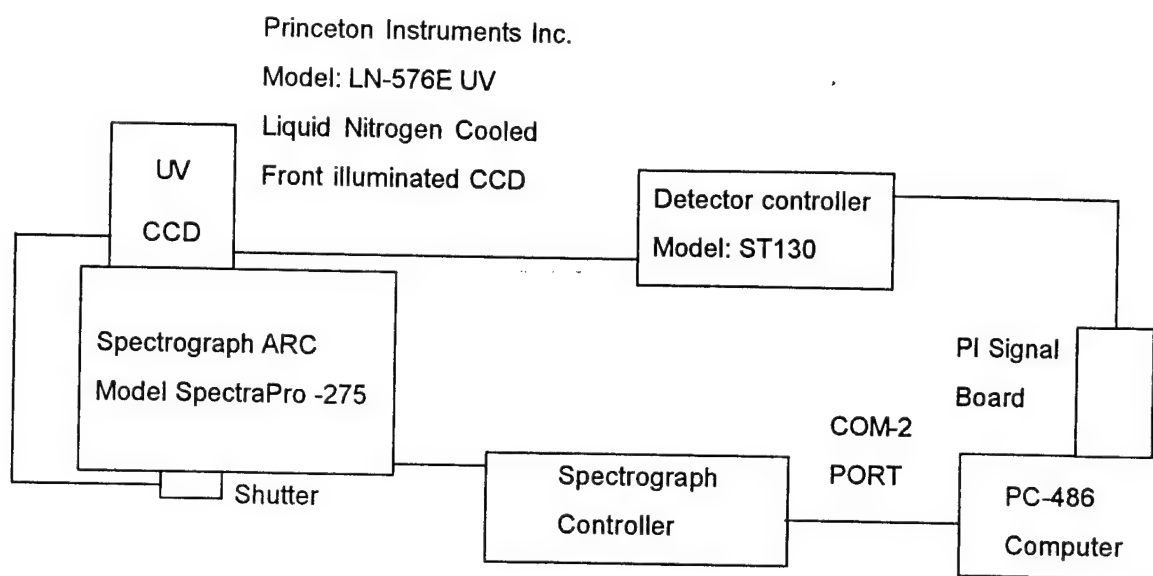 Princeton Instruments Inc.
Model: LN-576E UV
Liquid Nitrogen Cooled
Front illuminated CCD
UV
CCD
Detector controller
Model: ST130
Spectrograph ARC
Model SpectraPro -275
PI Signal
Board
COM-2
PORT
Shutter
Spectrograph
Controller
PC-486
Computer